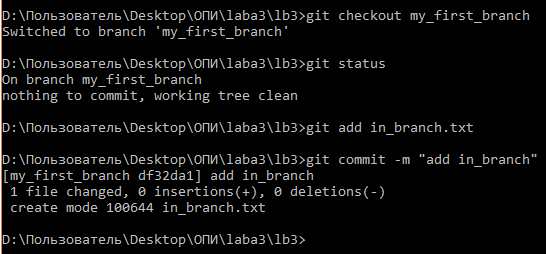 D:\Пользователь\Desktop\ОПИ\laba3\lb3>git checkout my_first_branch
Switched to branch 'my_first_branch'
D:\Пользователь\Desktop\ОПИ\laba3\lb3>git status
On branch my_first_branch
nothing to commit, working tree clean
D:\Пользователь\Desktop\ОПИ\laba3\lb3>git add in_branch.txt
D:\Пользователь\Desktop\ОПИ\laba3\lb3>git commit -m "add in_branch"
[my_first_branch df32da1] add in_branch
1 file changed, 0 insertions(+), 0 deletions(-)
create mode 100644 in_branch.txt
D:\Пользователь\Desktop\ОПИ\laba3\lb3>